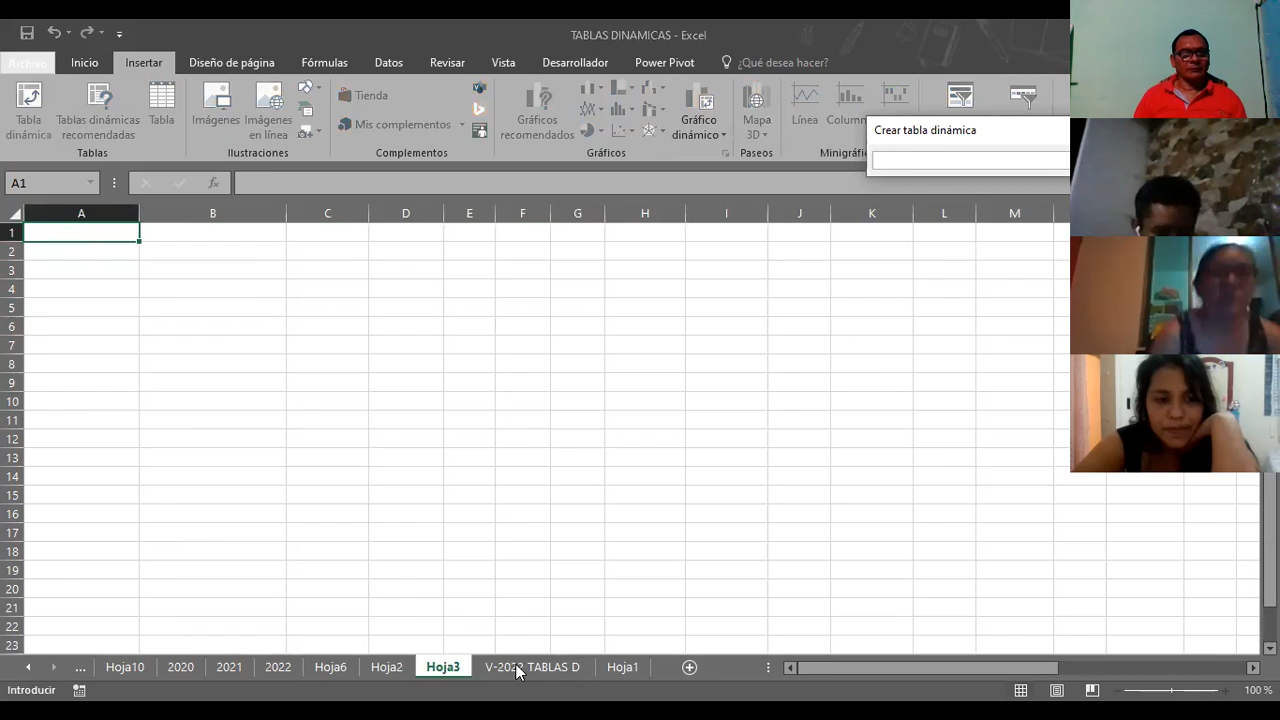 TABLAS DINAMICAS - Excel
Archivo Inicio Insertar Diseño de página Fórmulas Datos Revisar Vista Desarrollador Power Pivot ¿Qué desea hacer?
Tabla dinámica
Tablas dinámicas recomendadas
Tabla
Tablas
Imágenes
Imágenes en línea
Ilustraciones
Tienda
Mis complementos
Complementos
Gráficos recomendados
Gráfico dinámico
Gráficos
Mapa 3D
Paseos
Línea
Columna
Crear tabla dinámica
A1
fx
A B C D E F G H I J K L M
1
2
3
4
5
6
7
8
9
10
11
12
13
14
15
16
17
18
19
20
21
22
23
... Hoja10 2020 2021 2022 Hoja6 Hoja2 Hoja3 TABLAS D Hoja1
Introducir
100 %